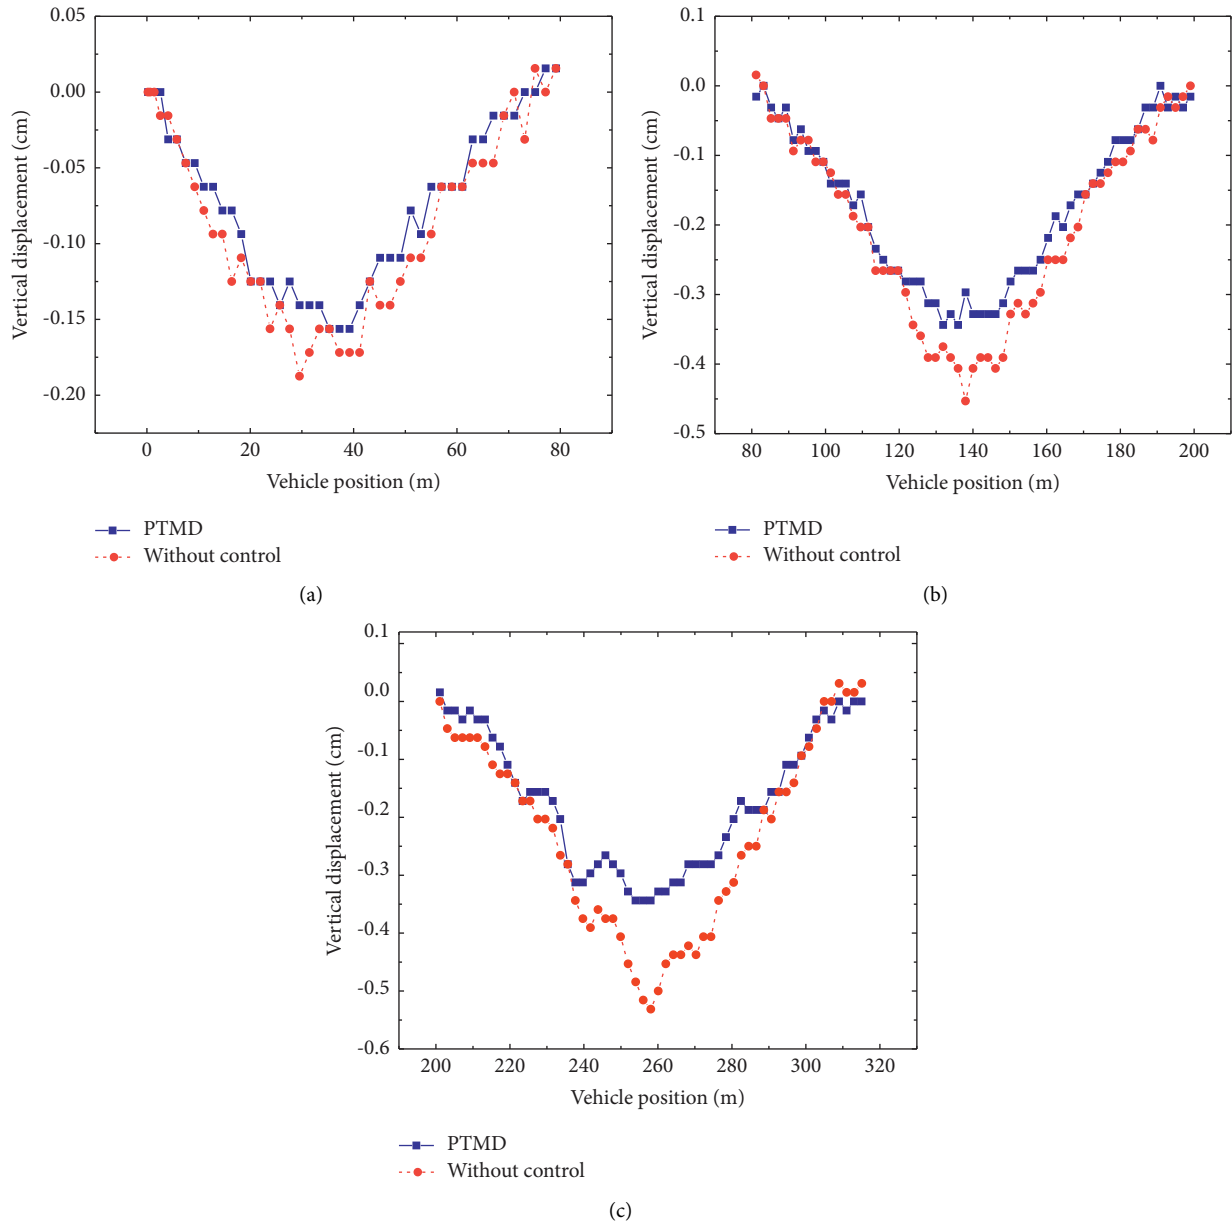 0.05
0.00
-0.05
-0.10
-0.15
-0.20
Vertical displacement (cm)
0 20 40 60 80
Vehicle position (m)
PTMD
Without control
(a)
0.1
0.0
-0.1
-0.2
-0.3
-0.4
-0.5
Vertical displacement (cm)
80 100 120 140 160 180 200
Vehicle position (m)
PTMD
Without control
(b)
0.1
0.0
-0.1
-0.2
-0.3
-0.4
-0.5
-0.6
Vertical displacement (cm)
200 220 240 260 280 300 320
Vehicle position (m)
PTMD
Without control
(c)